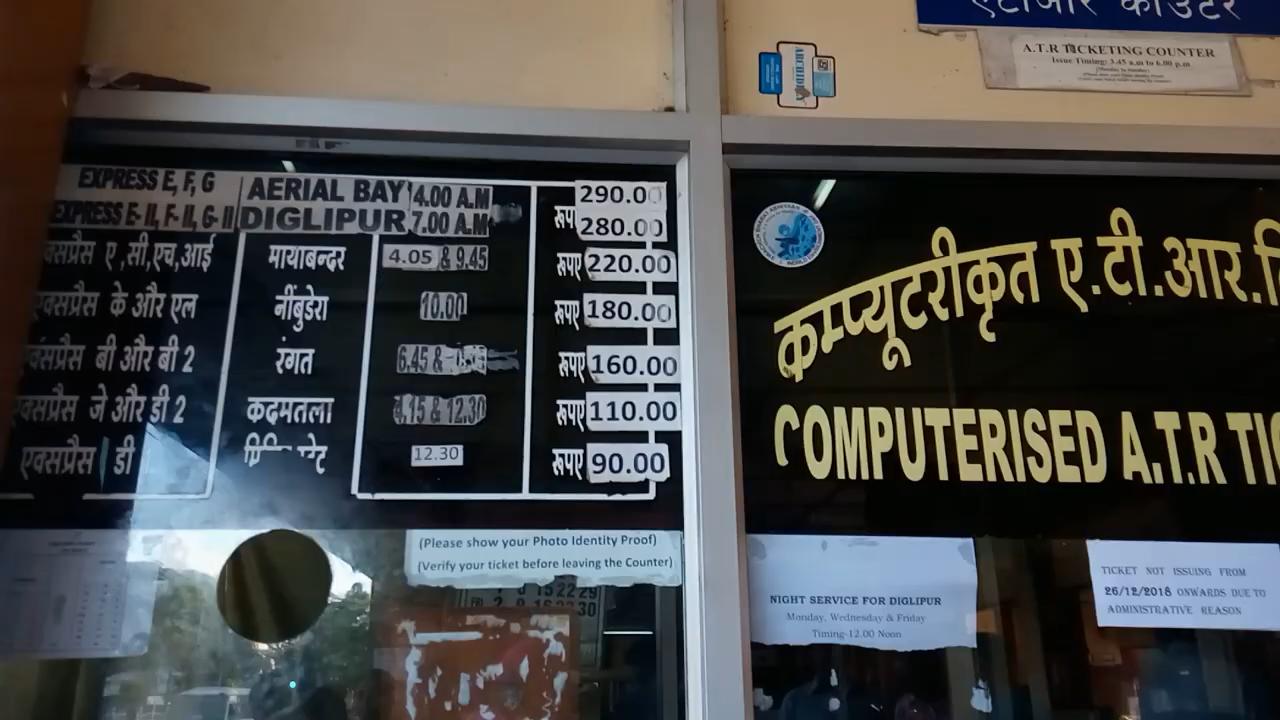 एटीआर काउंटर
A.T.R TICKETING COUNTER
Issue Timing: 3.45 a.m to 6.00 p.m
EXPRESS E, F, G AERIAL BAY 4.00 A.M 290.00
EXPRESS E- II, F- II, G- II DIGLIPUR 7.00 A.M रूपए 280.00
एक्सप्रैस ए ,सी,एच,आई मायाबन्दर 4.05 & 9.45 रूपए 220.00
एक्सप्रैस के और एल नींबुडेरा 10.00 रूपए 180.00
एक्सप्रैस बी और बी 2 रंगत 6.45 & रूपए 160.00
एक्सप्रैस जे और डी 2 कदमतला 4.15 & 12.30 रूपए 110.00
एक्सप्रैस डी 12.30 रूपए 90.00
कम्प्यूटरीकृत ए.टी.आर.
COMPUTERISED A.T.R TI
(Please show your Photo Identity Proof)
(Verify your ticket before leaving the Counter)
NIGHT SERVICE FOR DIGLIPUR
Monday, Wednesday & Friday
Timing-12.00 Noon
TICKET NOT ISSUING FROM
26/12/2018 ONWARDS DUE TO
ADMINISTRATIVE REASON